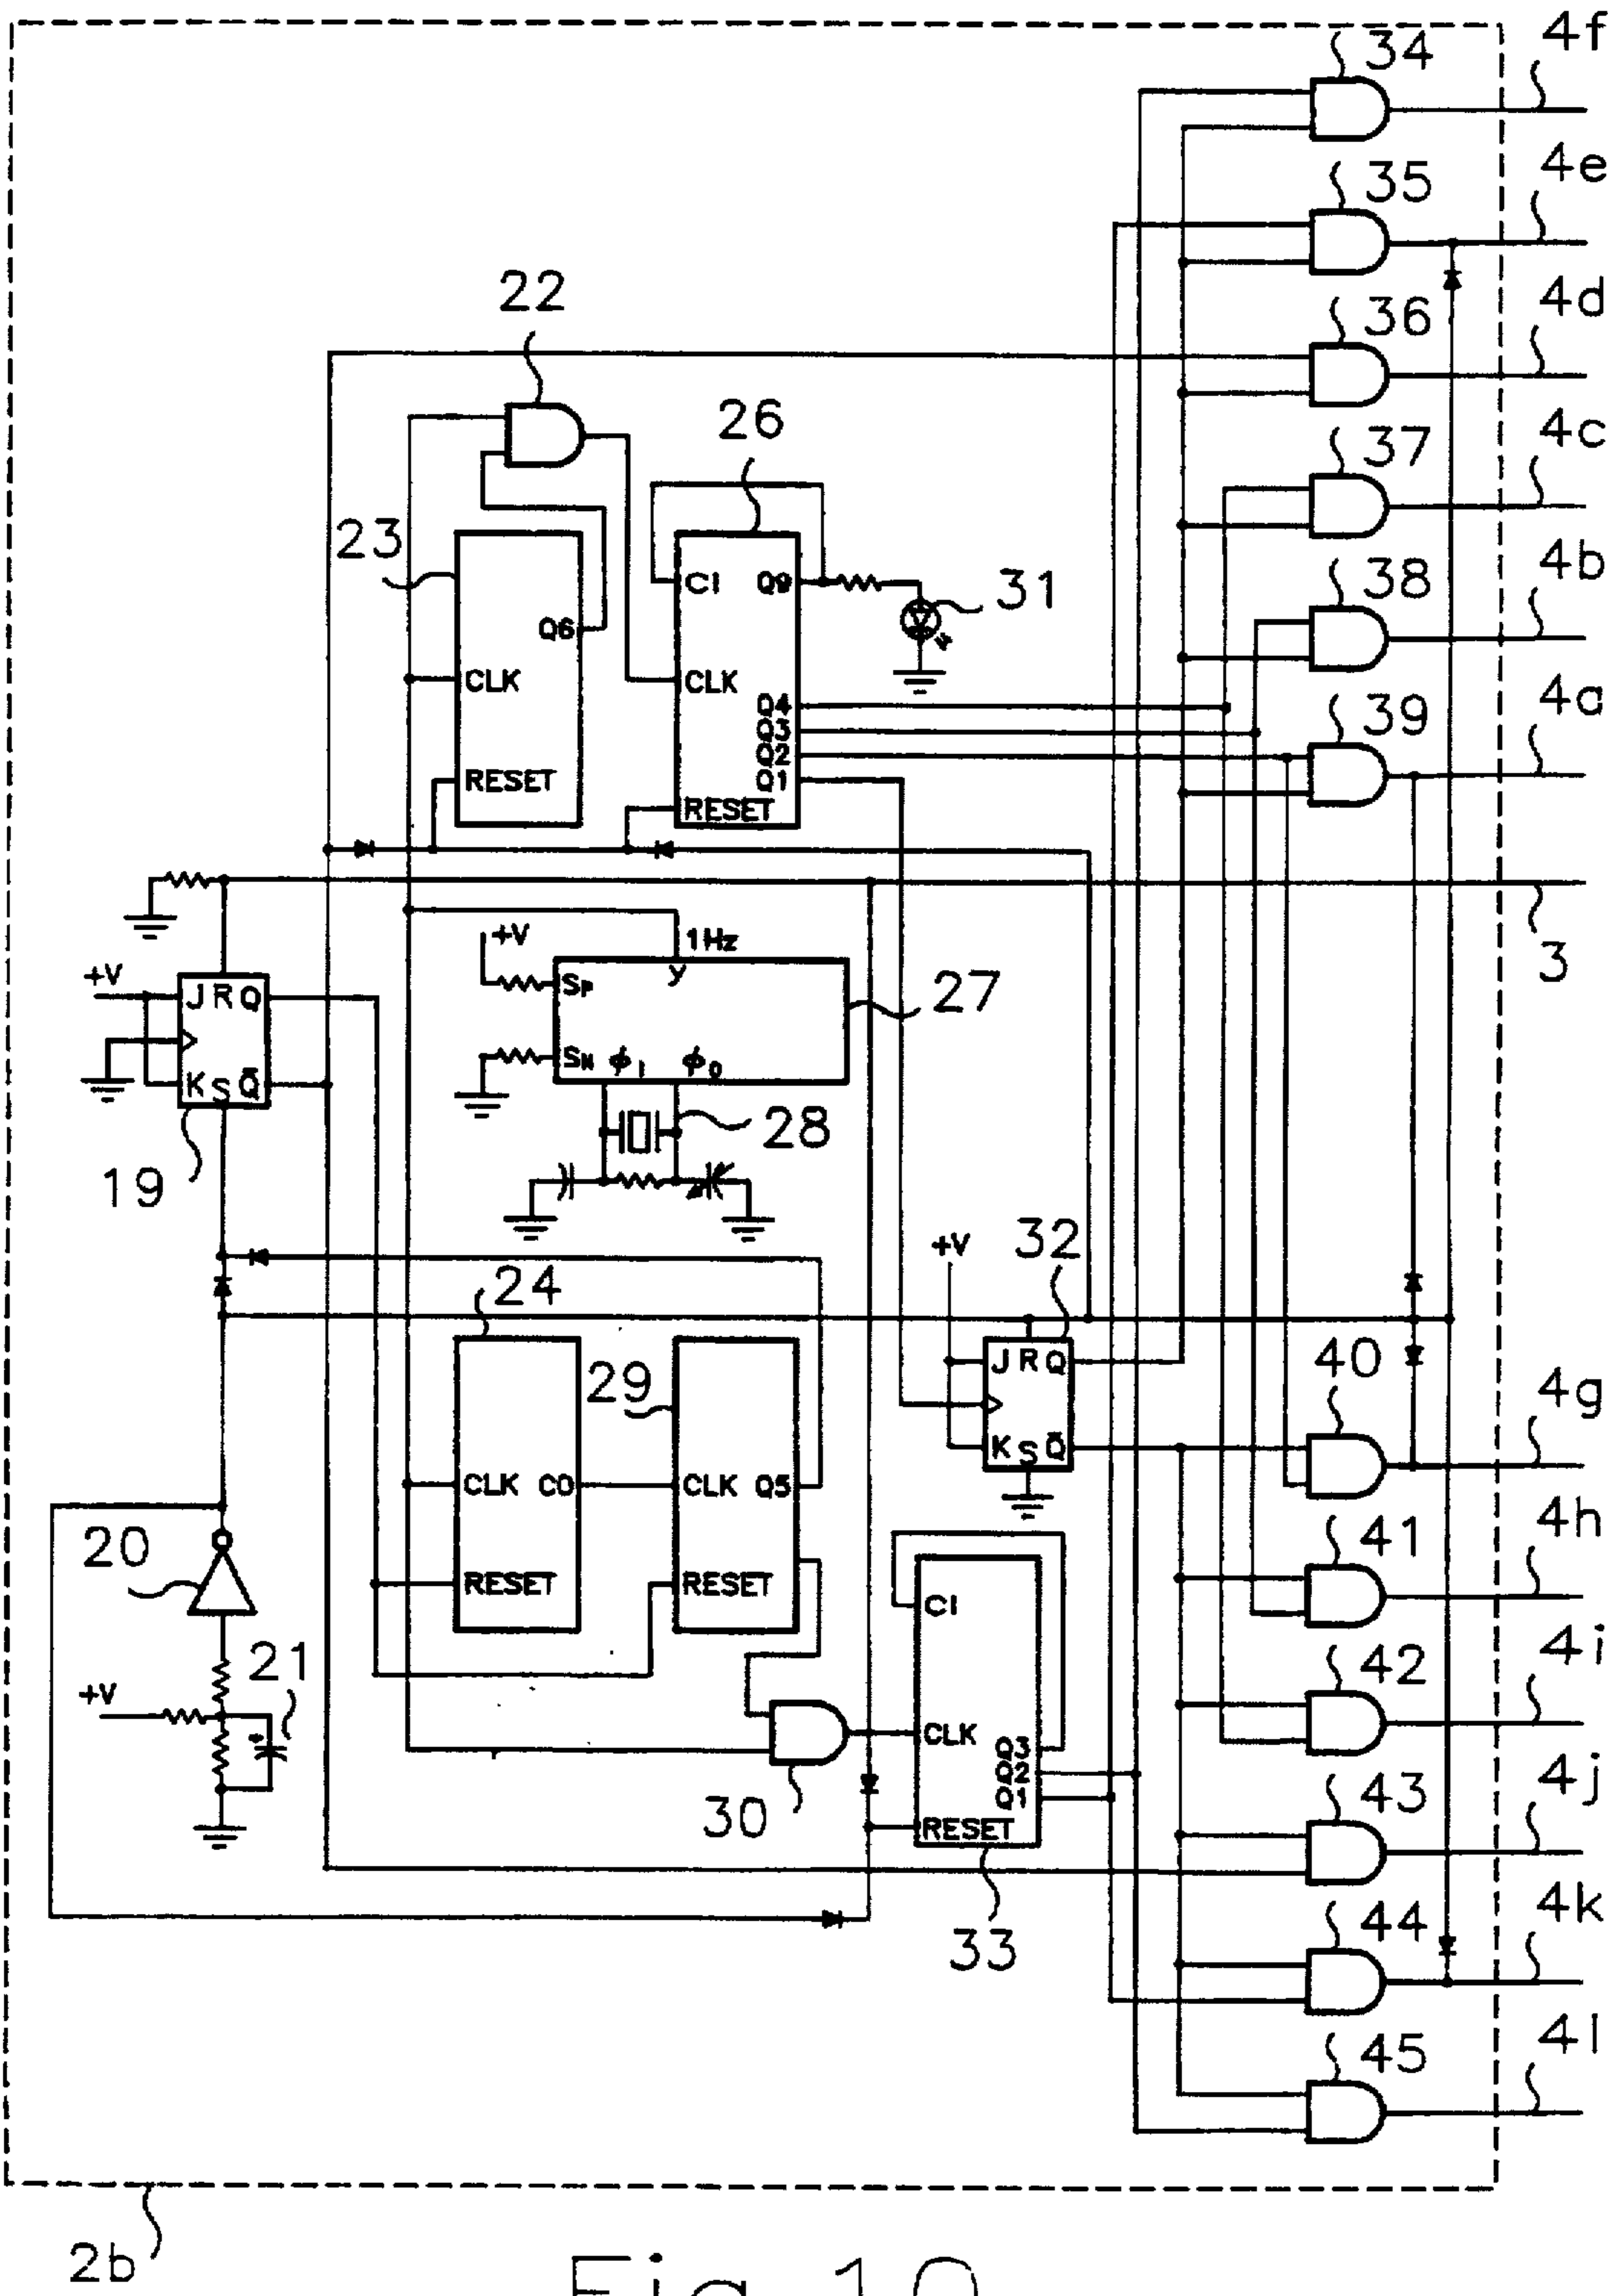 34
4f
35
4e
22
36
4d
26
37
4c
23
CI
Q9
31
38
4b
Q6
CLK
CLK
Q4
Q3
Q2
Q1
39
4a
RESET
RESET
+V
1Hz
3
+V
J R Q
SP
y
27
SN
φI
φO
K S Q̄
28
19
+V
32
24
J R Q
40
29
4g
K S Q̄
CLK
CO
CLK
Q5
20
41
4h
RESET
RESET
CI
21
42
4i
+V
CLK
Q3
Q2
Q1
43
4j
30
RESET
44
4k
33
45
4l
2b
Fig 10